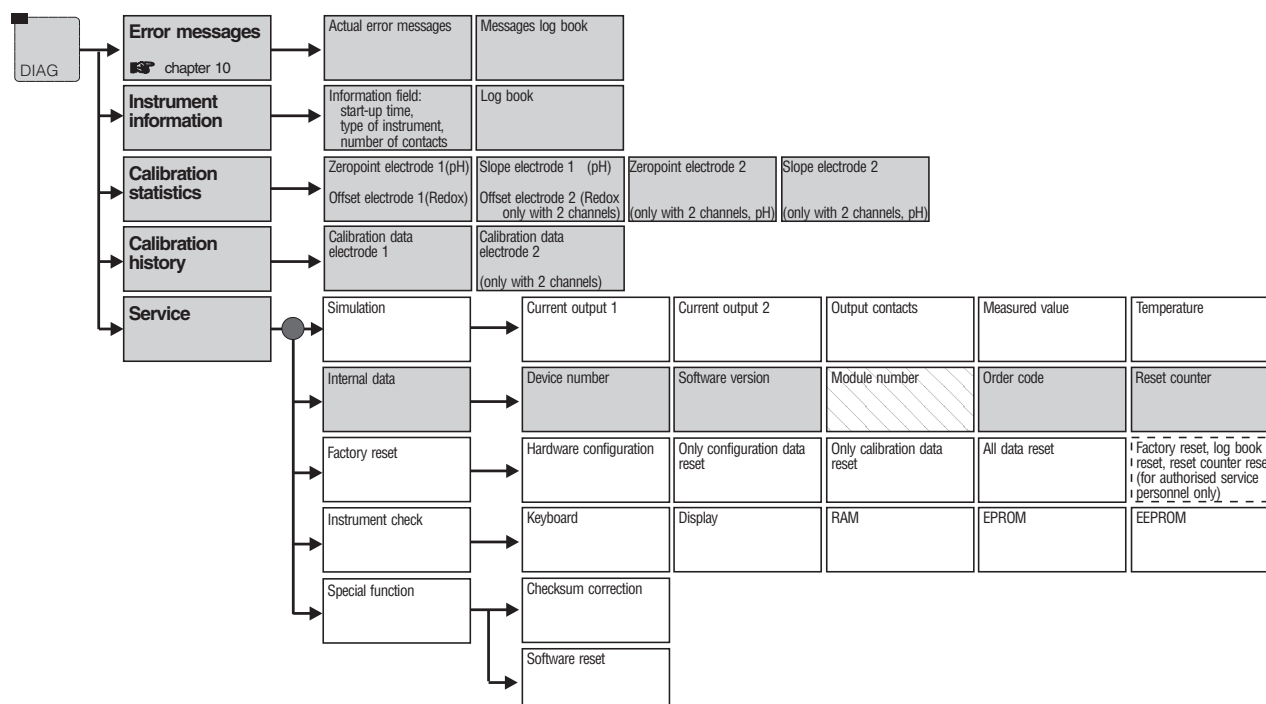 DIAG
Error messages
chapter 10
Actual error messages
Messages log book
Instrument
information
Information field:
start-up time,
type of instrument,
number of contacts
Log book
Calibration
statistics
Zeropoint electrode 1(pH)
Offset electrode 1(Redox)
Slope electrode 1 (pH)
Offset electrode 2 (Redox
only with 2 channels)
Zeropoint electrode 2
(only with 2 channels, pH)
Slope electrode 2
(only with 2 channels, pH)
Calibration
history
Calibration data
electrode 1
Calibration data
electrode 2
(only with 2 channels)
Service
Simulation
Current output 1
Current output 2
Output contacts
Measured value
Temperature
Internal data
Device number
Software version
Module number
Order code
Reset counter
Factory reset
Hardware configuration
Only configuration data
reset
Only calibration data
reset
All data reset
Factory reset, log book
reset, reset counter rese
(for authorised service
personnel only)
Instrument check
Keyboard
Display
RAM
EPROM
EEPROM
Special function
Checksum correction
Software reset